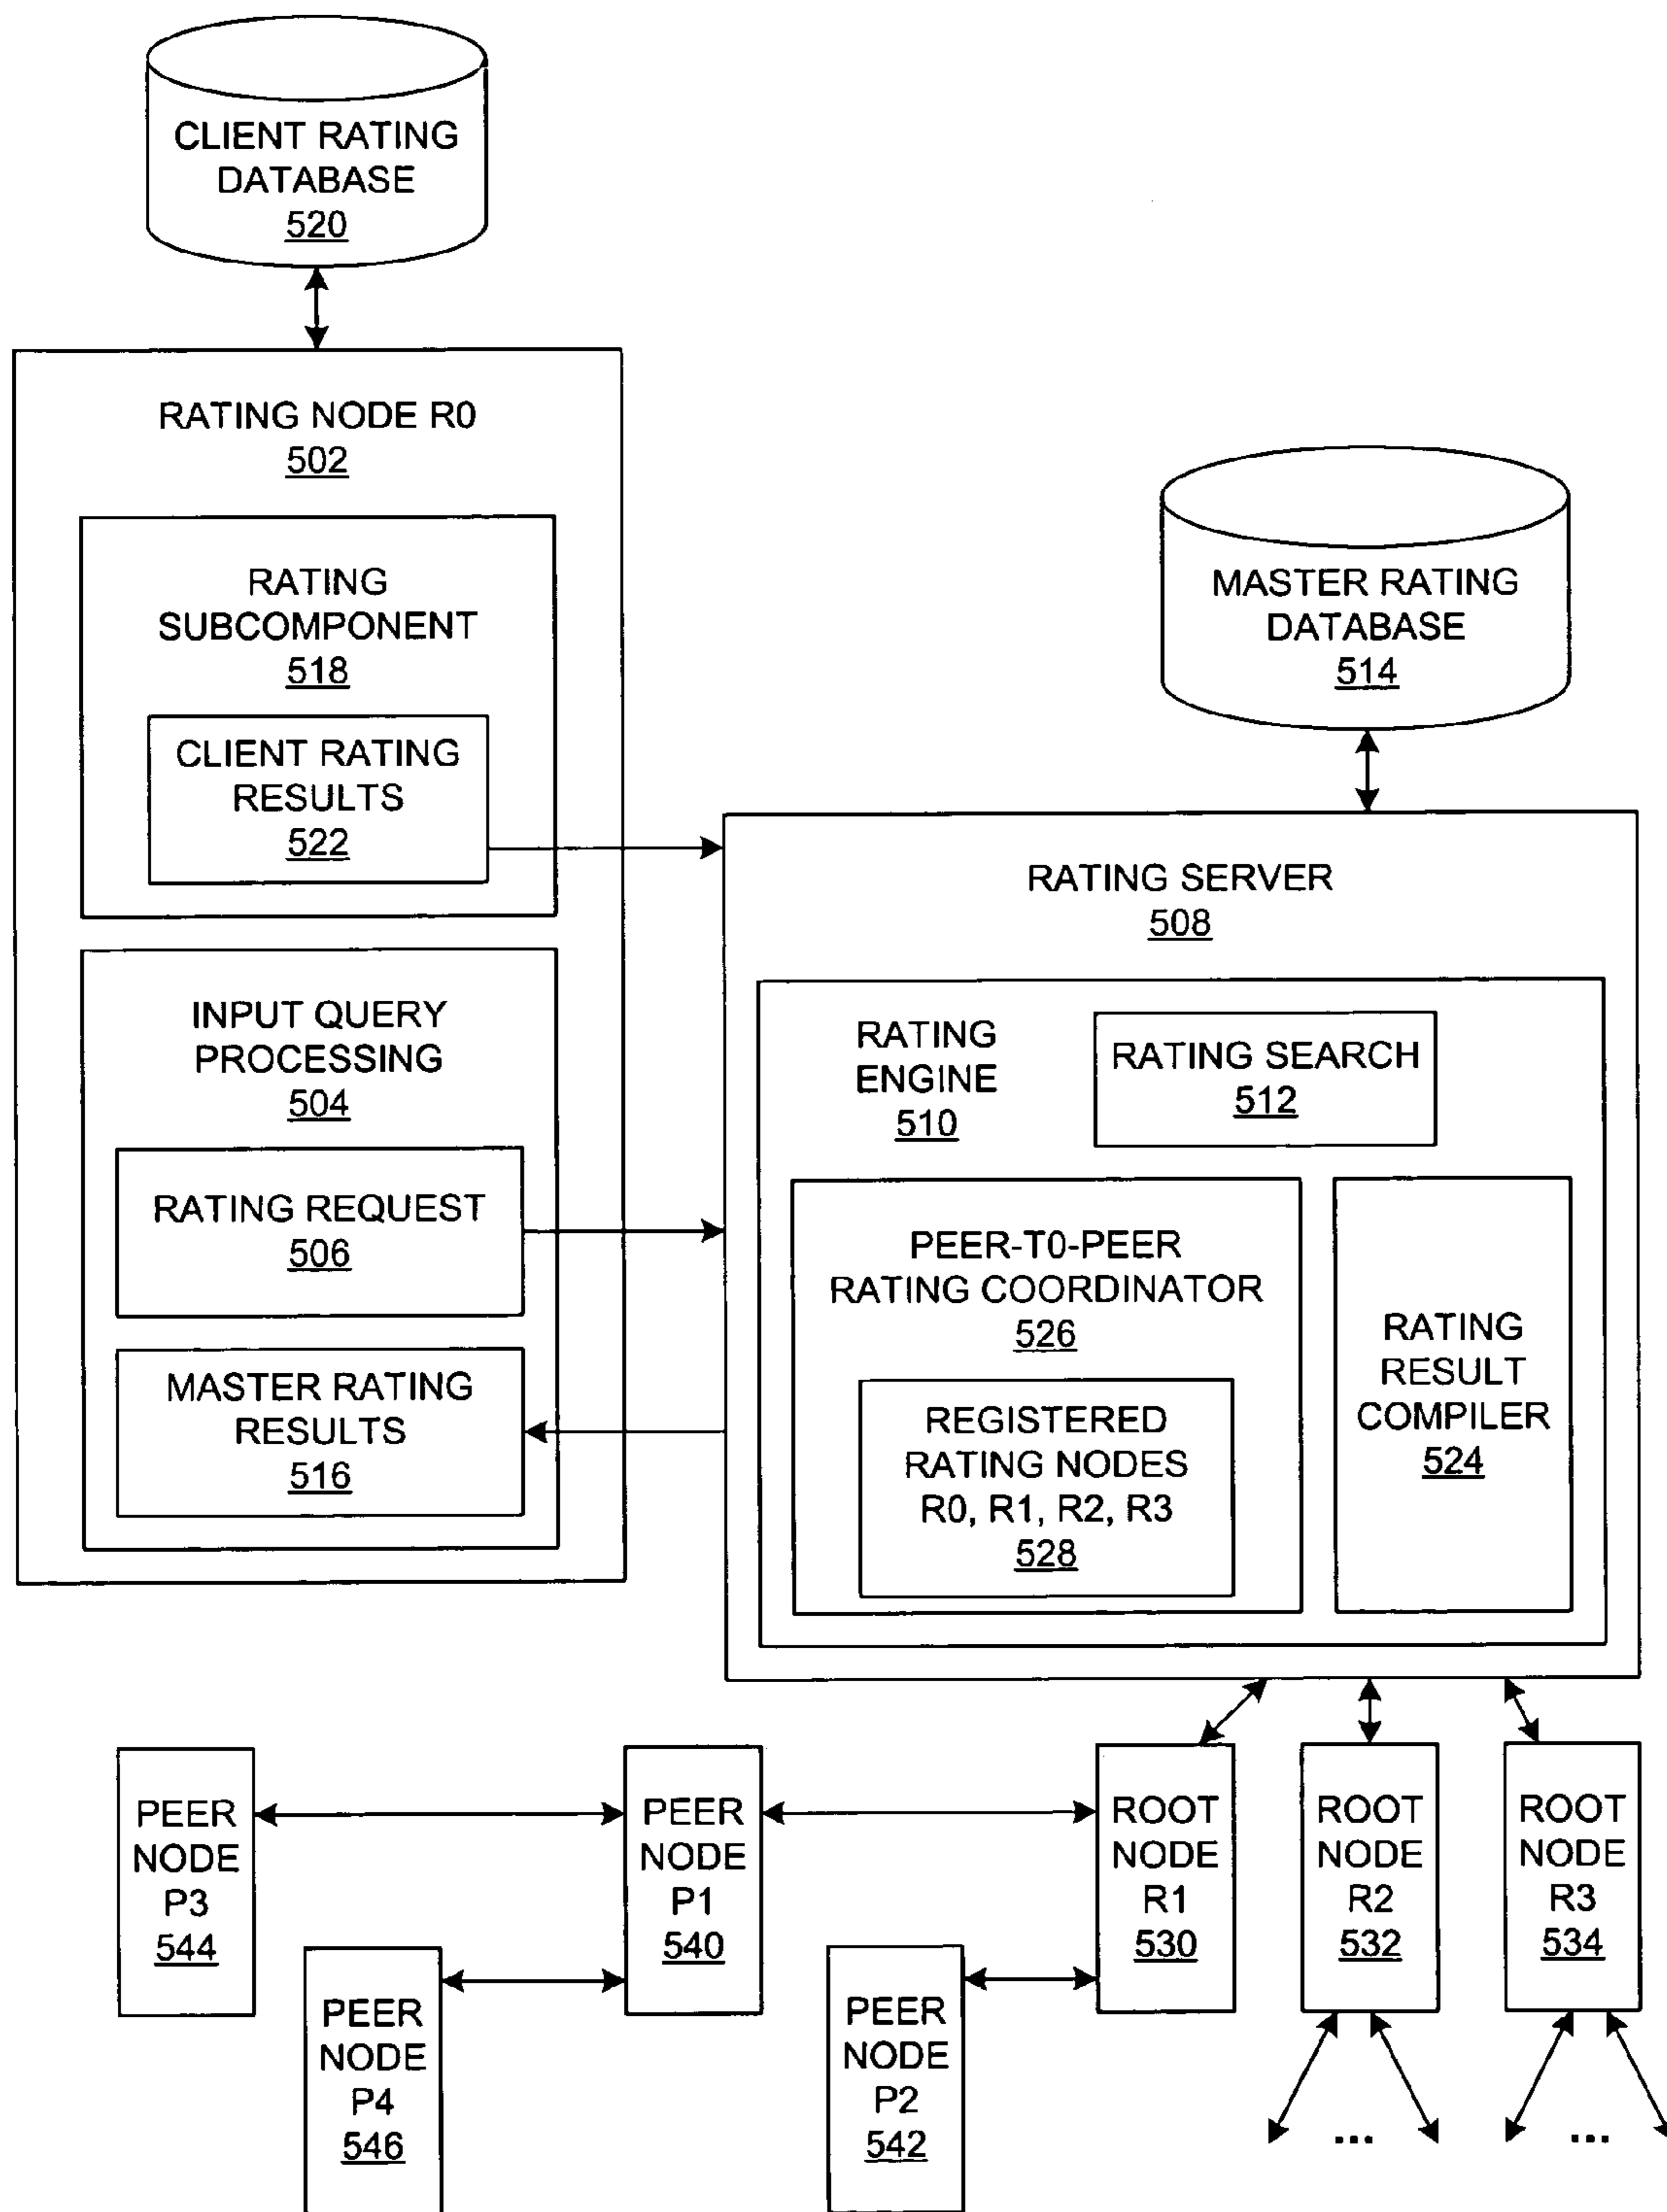 CLIENT RATING
DATABASE
520
RATING NODE R0
502
RATING
SUBCOMPONENT
518
CLIENT RATING
RESULTS
522
INPUT QUERY
PROCESSING
504
RATING REQUEST
506
MASTER RATING
RESULTS
516
MASTER RATING
DATABASE
514
RATING SERVER
508
RATING
ENGINE
510
RATING SEARCH
512
PEER-T0-PEER
RATING COORDINATOR
526
REGISTERED
RATING NODES
R0, R1, R2, R3
528
RATING
RESULT
COMPILER
524
PEER
NODE
P3
544
PEER
NODE
P4
546
PEER
NODE
P1
540
PEER
NODE
P2
542
ROOT
NODE
R1
530
ROOT
NODE
R2
532
ROOT
NODE
R3
534
...
...